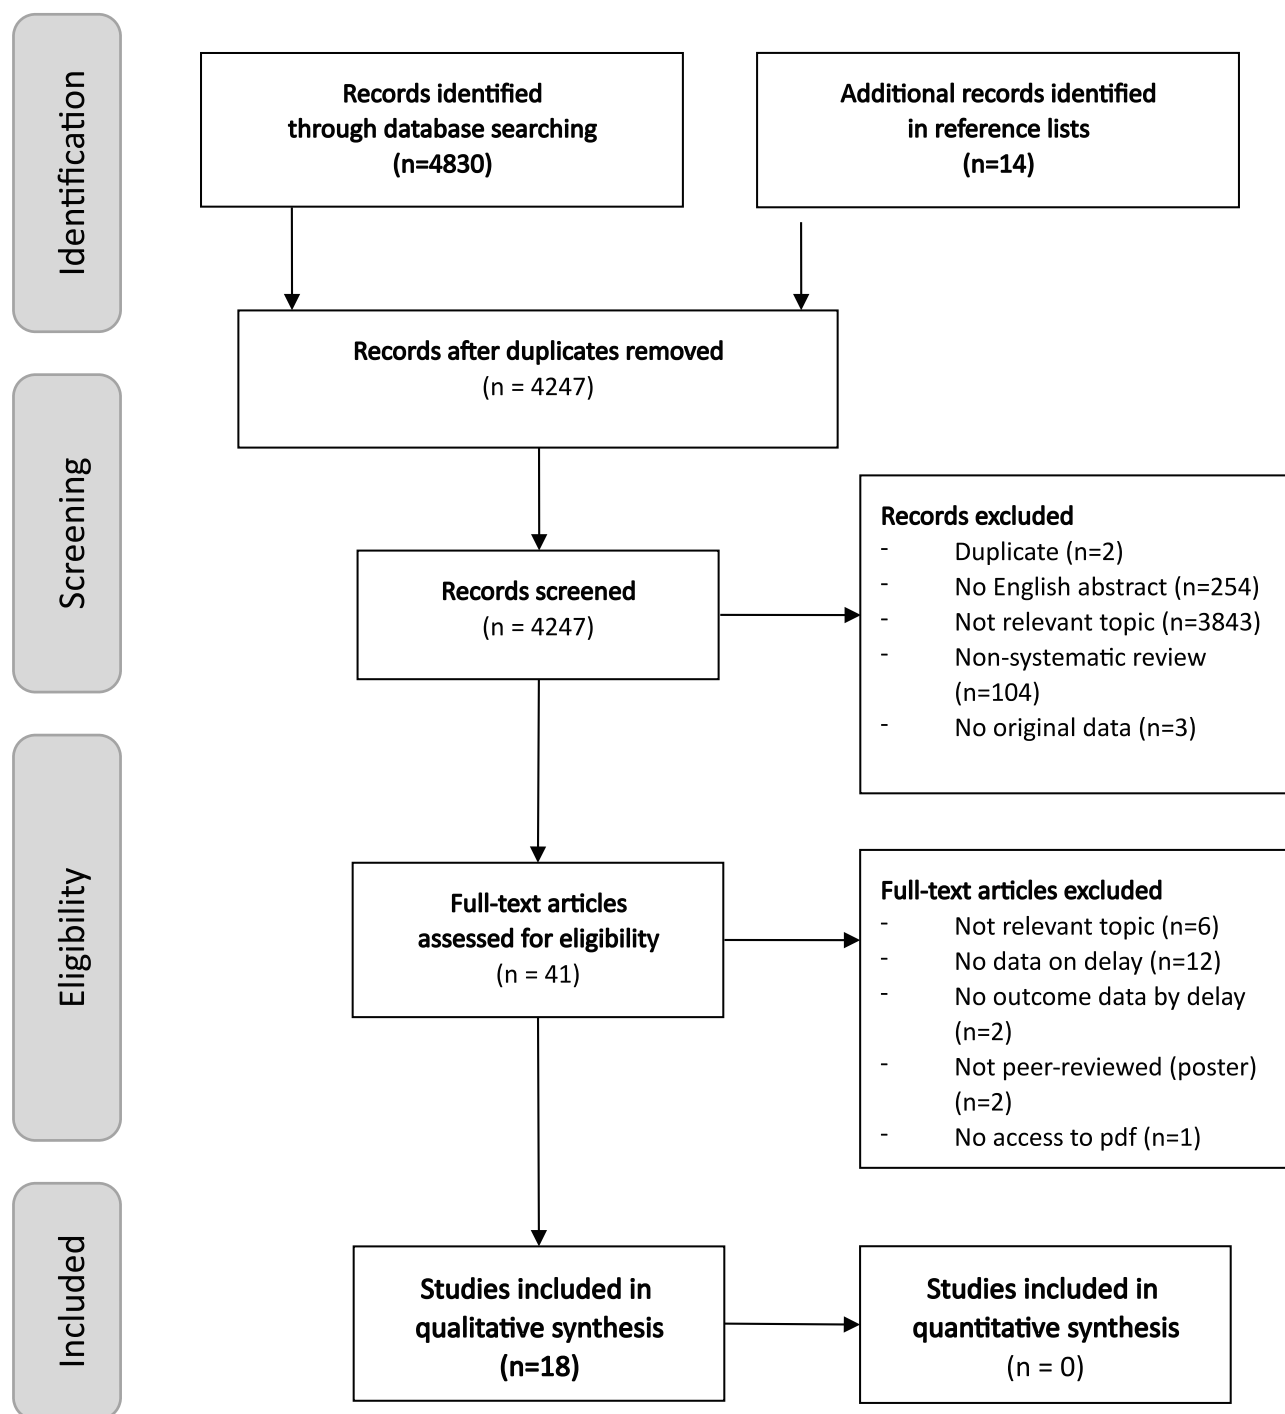 Identification
Records identified
through database searching
(n=4830)
Additional records identified
in reference lists
(n=14)
Records after duplicates removed
(n = 4247)
Screening
Records screened
(n = 4247)
Records excluded
- Duplicate (n=2)
- No English abstract (n=254)
- Not relevant topic (n=3843)
- Non-systematic review
(n=104)
- No original data (n=3)
Eligibility
Full-text articles
assessed for eligibility
(n = 41)
Full-text articles excluded
- Not relevant topic (n=6)
- No data on delay (n=12)
- No outcome data by delay
(n=2)
- Not peer-reviewed (poster)
(n=2)
- No access to pdf (n=1)
Included
Studies included in
qualitative synthesis
(n=18)
Studies included in
quantitative synthesis
(n = 0)